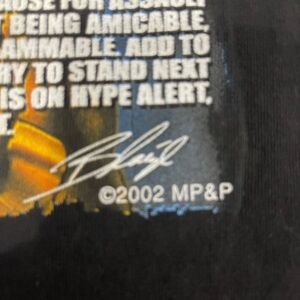 BEING AMICABLE.
AMMABLE. ADD TO
RY TO STAND NEXT
IS ON HYPE ALERT,
T.
©2002 MP&P